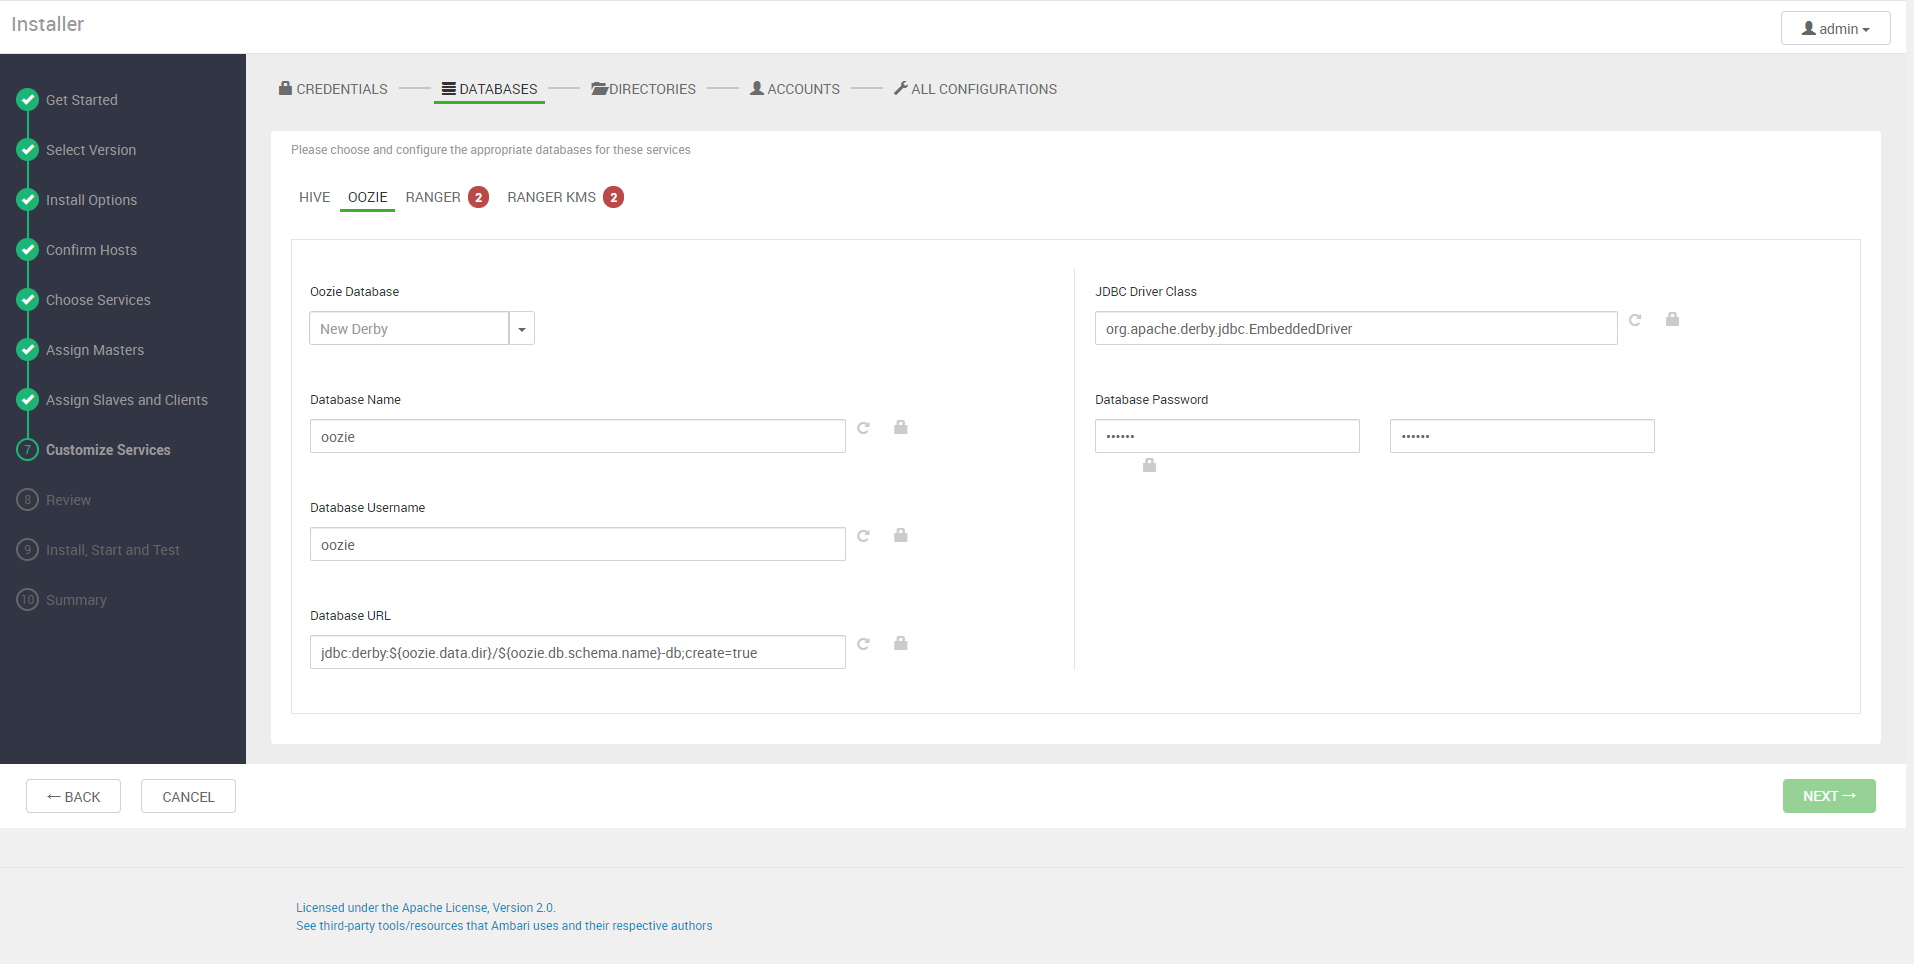 Installer
admin
Get Started
Select Version
Install Options
Confirm Hosts
Choose Services
Assign Masters
Assign Slaves and Clients
7 Customize Services
8 Review
9 Install, Start and Test
10 Summary
CREDENTIALS DATABASES DIRECTORIES ACCOUNTS ALL CONFIGURATIONS
Please choose and configure the appropriate databases for these services
HIVE OOZIE RANGER 2 RANGER KMS 2
Oozie Database
New Derby
Database Name
oozie
Database Username
oozie
Database URL
jdbc:derby:${oozie.data.dir}/${oozie.db.schema.name}-db;create=true
JDBC Driver Class
org.apache.derby.jdbc.EmbeddedDriver
Database Password
•••••• ••••••
← BACK CANCEL NEXT →
Licensed under the Apache License, Version 2.0.
See third-party tools/resources that Ambari uses and their respective authors